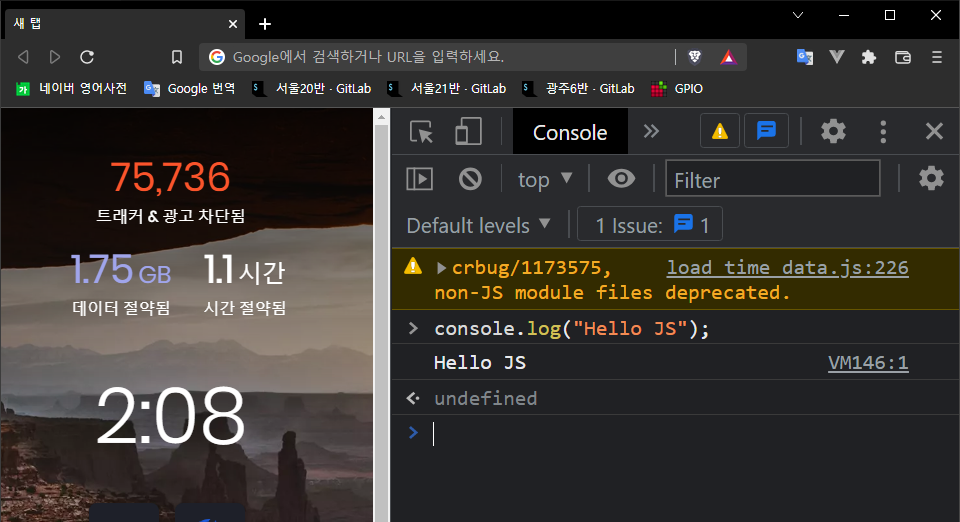 새 탭
Google에서 검색하거나 URL을 입력하세요.
네이버 영어사전 Google 번역 서울20반 · GitLab 서울21반 · GitLab 광주6반 · GitLab GPIO
75,736
트래커 & 광고 차단됨
1.75 GB 1.1 시간
데이터 절약됨 시간 절약됨
2:08
Console
top Filter
Default levels 1 Issue: 1
crbug/1173575, load_time_data.js:226
non-JS module files deprecated.
console.log("Hello JS");
Hello JS VM146:1
undefined